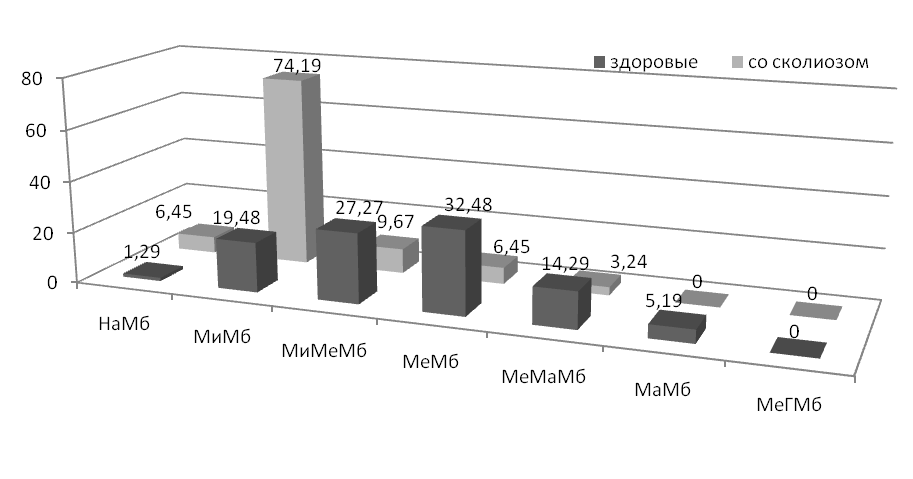 здоровые
со сколиозом
80
60
40
20
0
74,19
6,45
19,48
27,27
9,67
32,48
1,29
6,45
14,29
3,24
5,19
0
0
0
НаМб
МиМб
МиМеМб
МеМб
МеМаМб
МаМб
МеГМб